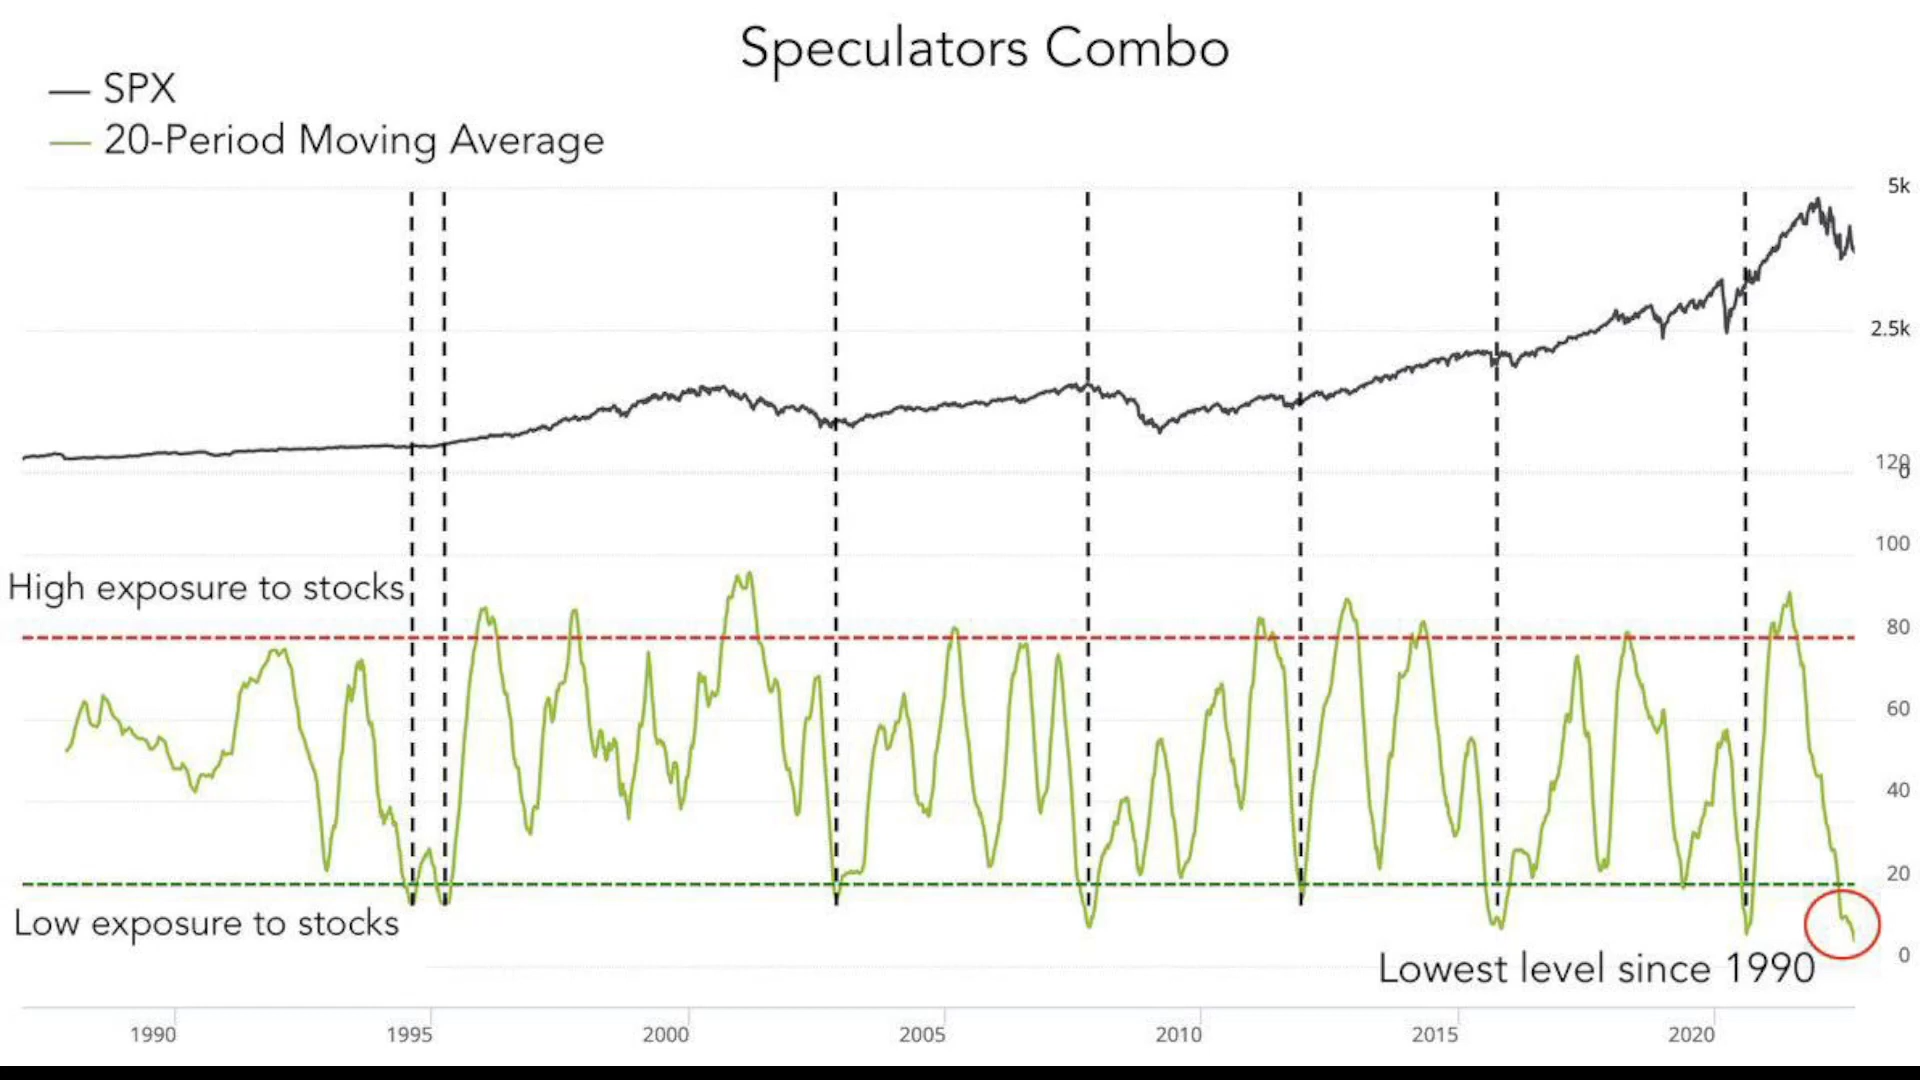 Speculators Combo
SPX
20-Period Moving Average
5k
2.5k
120
0
100
High exposure to stocks
80
60
40
20
Low exposure to stocks
0
Lowest level since 1990
1990 1995 2000 2005 2010 2015 2020